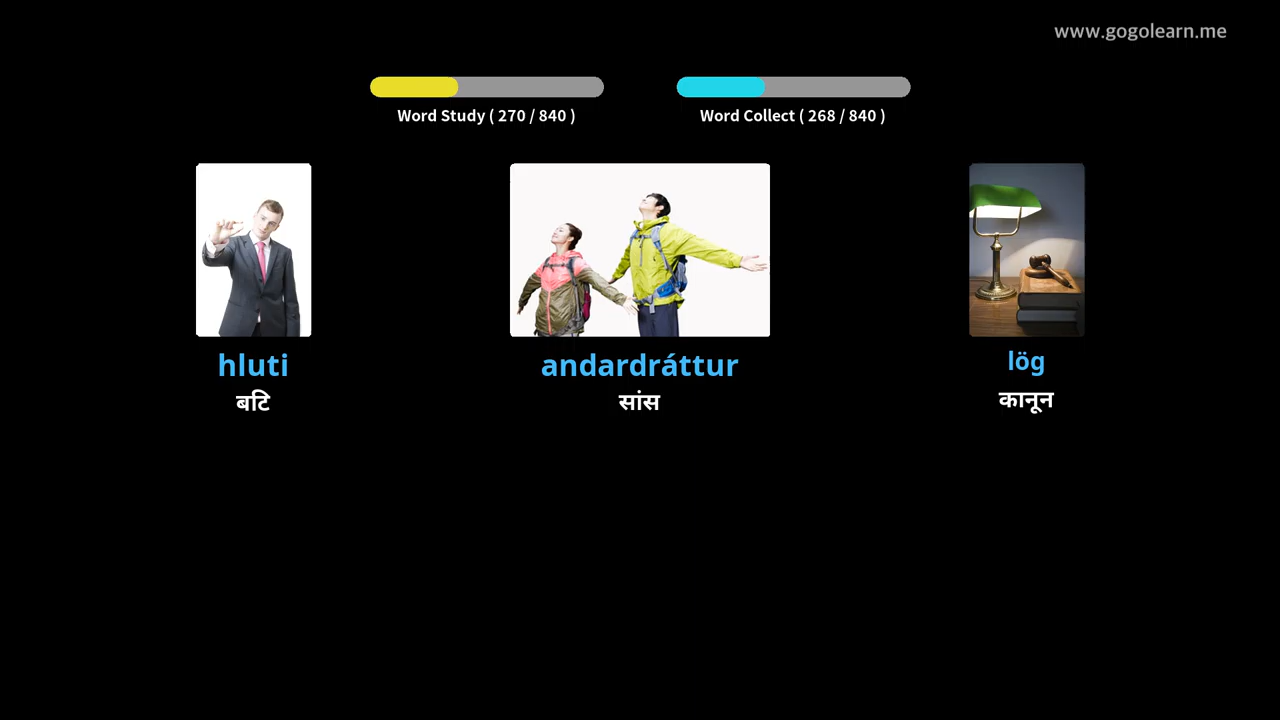 www.gogolearn.me
Word Study ( 270 / 840 )
Word Collect ( 268 / 840 )
hluti
बटि
andardráttur
सांस
lög
कानून